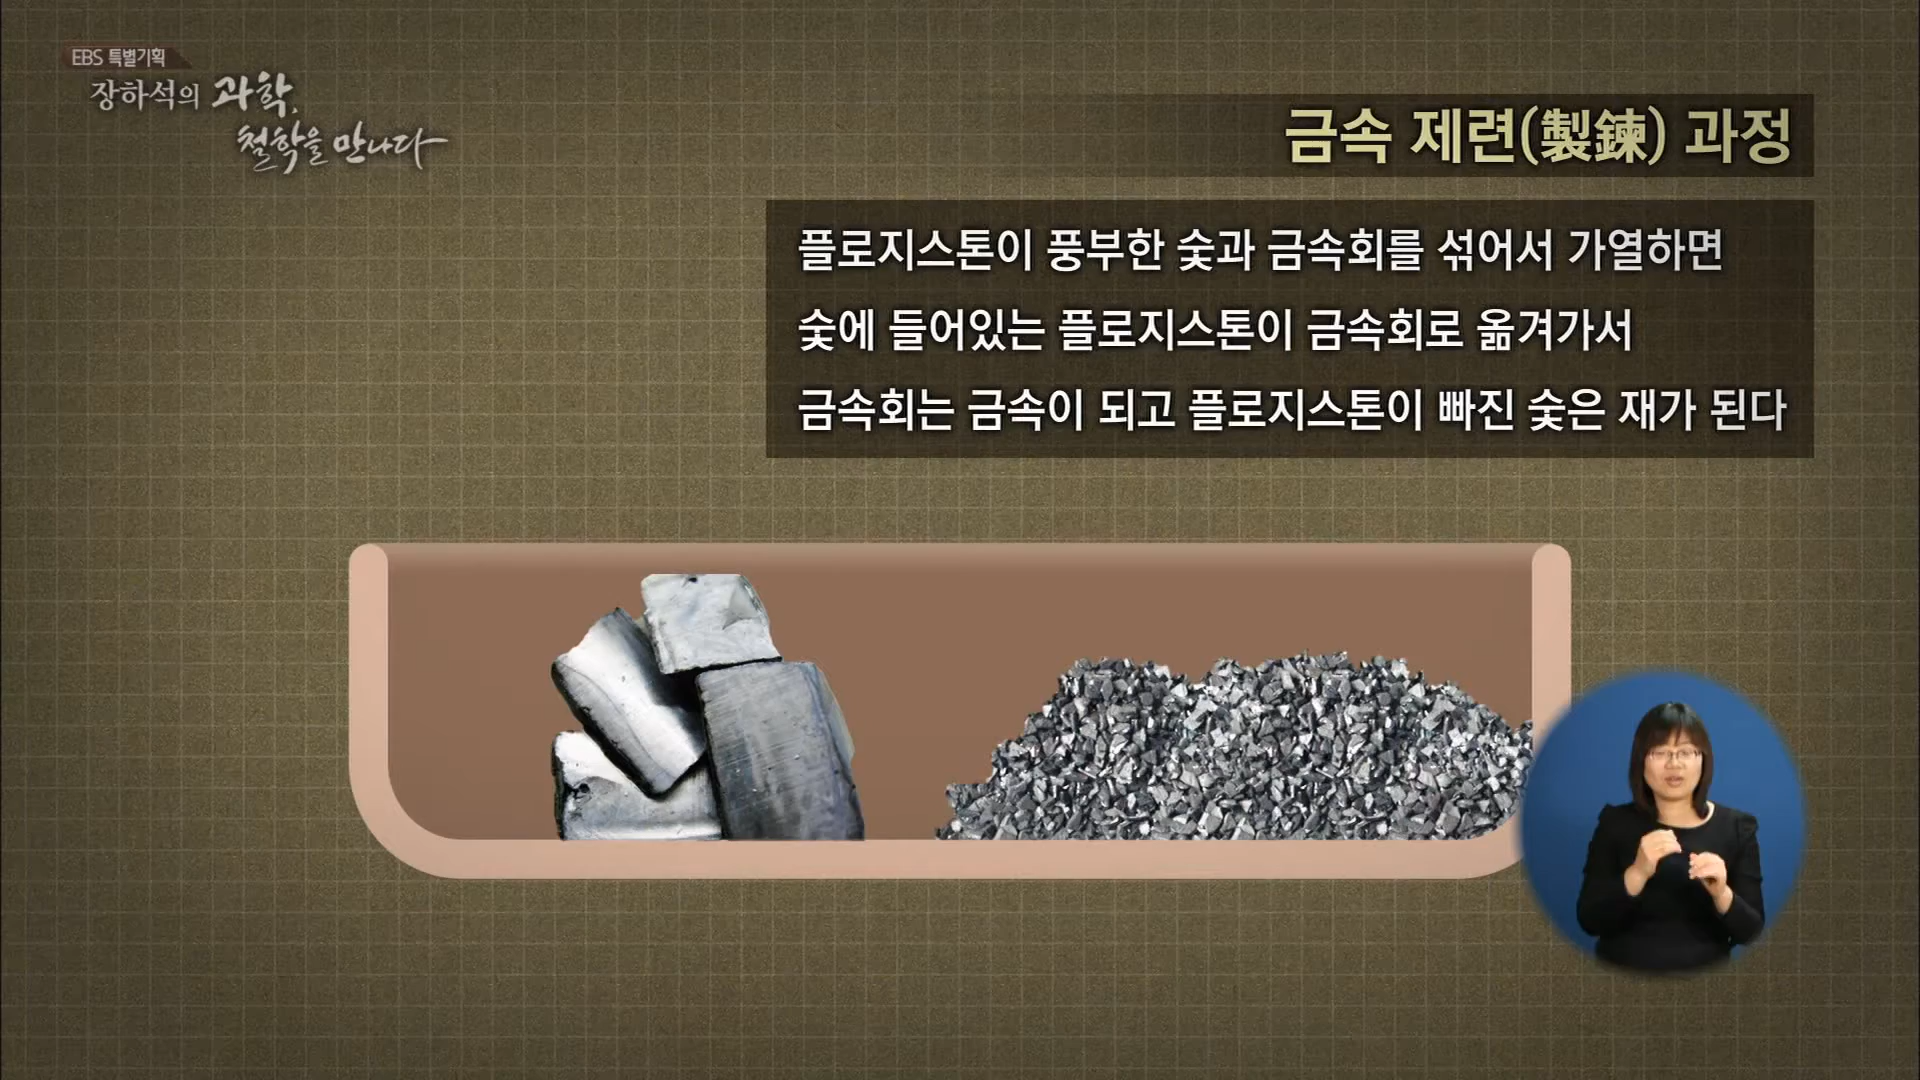 EBS 특별기획
장하석의 과학,
철학을 만나다
금속 제련(製鍊) 과정
플로지스톤이 풍부한 숯과 금속회를 섞어서 가열하면
숯에 들어있는 플로지스톤이 금속회로 옮겨가서
금속회는 금속이 되고 플로지스톤이 빠진 숯은 재가 된다